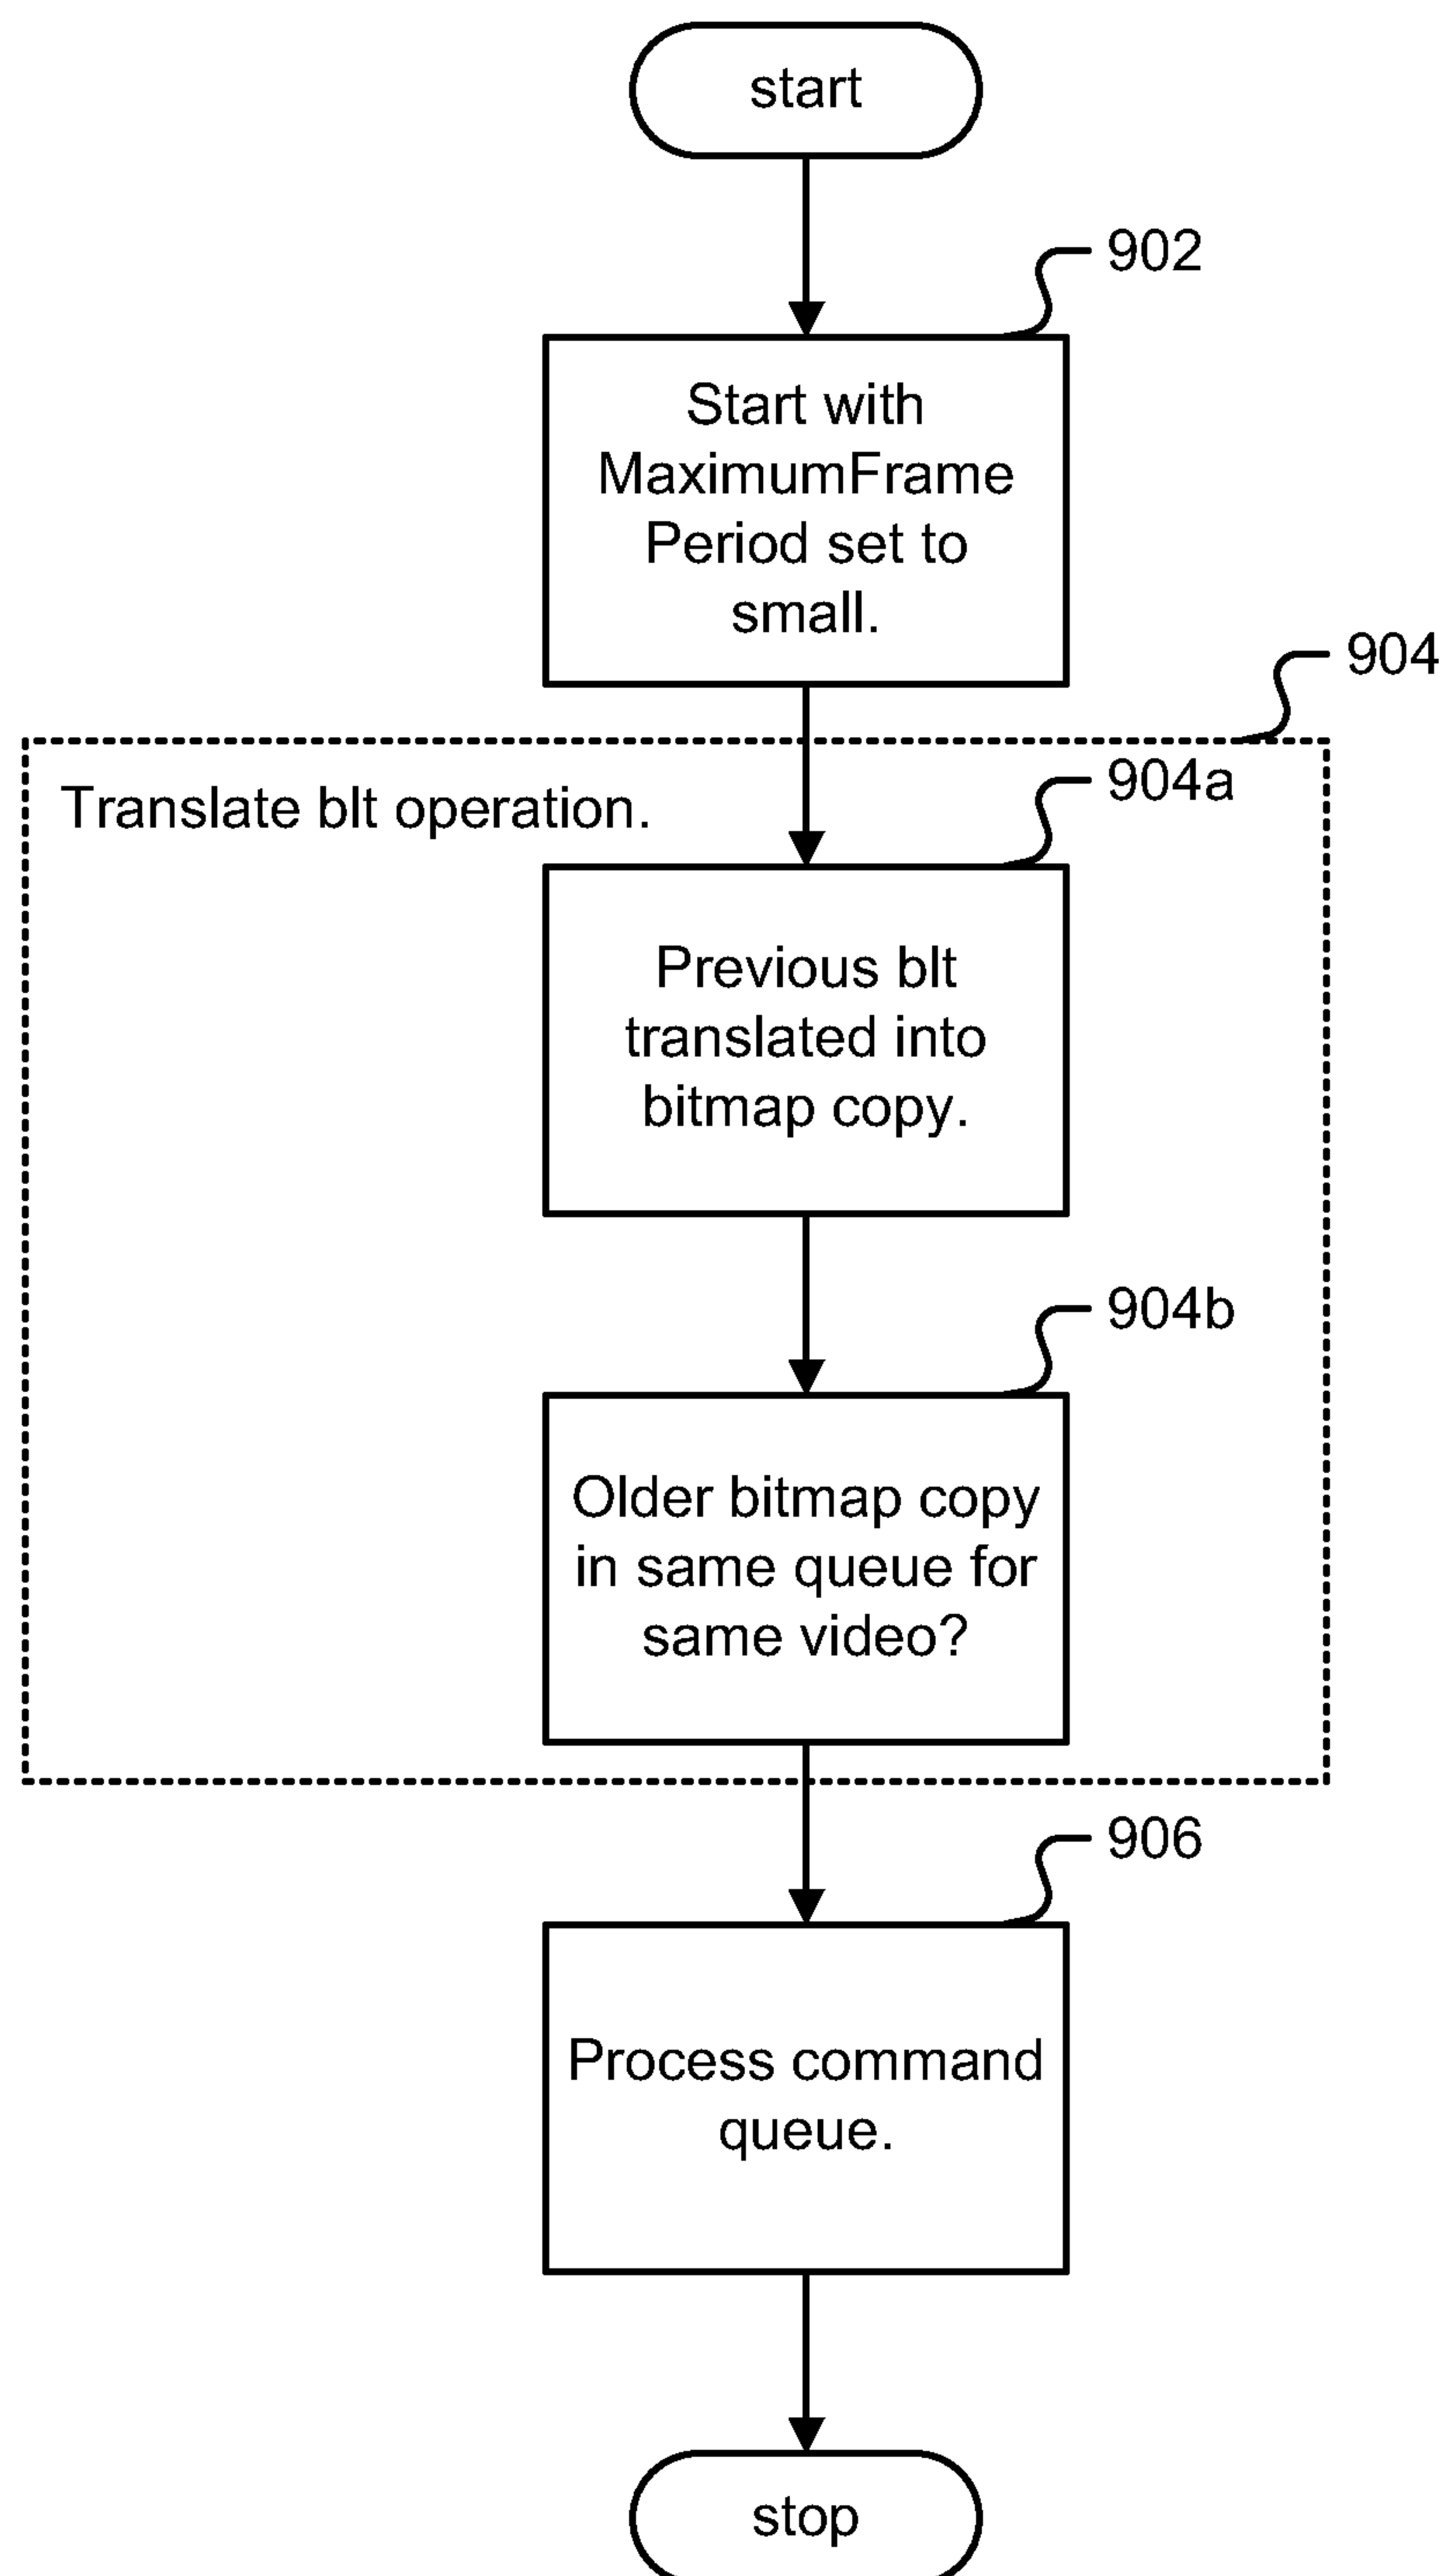 start
902
Start with
MaximumFrame
Period set to
small.
904
Translate blt operation.
904a
Previous blt
translated into
bitmap copy.
904b
Older bitmap copy
in same queue for
same video?
906
Process command
queue.
stop